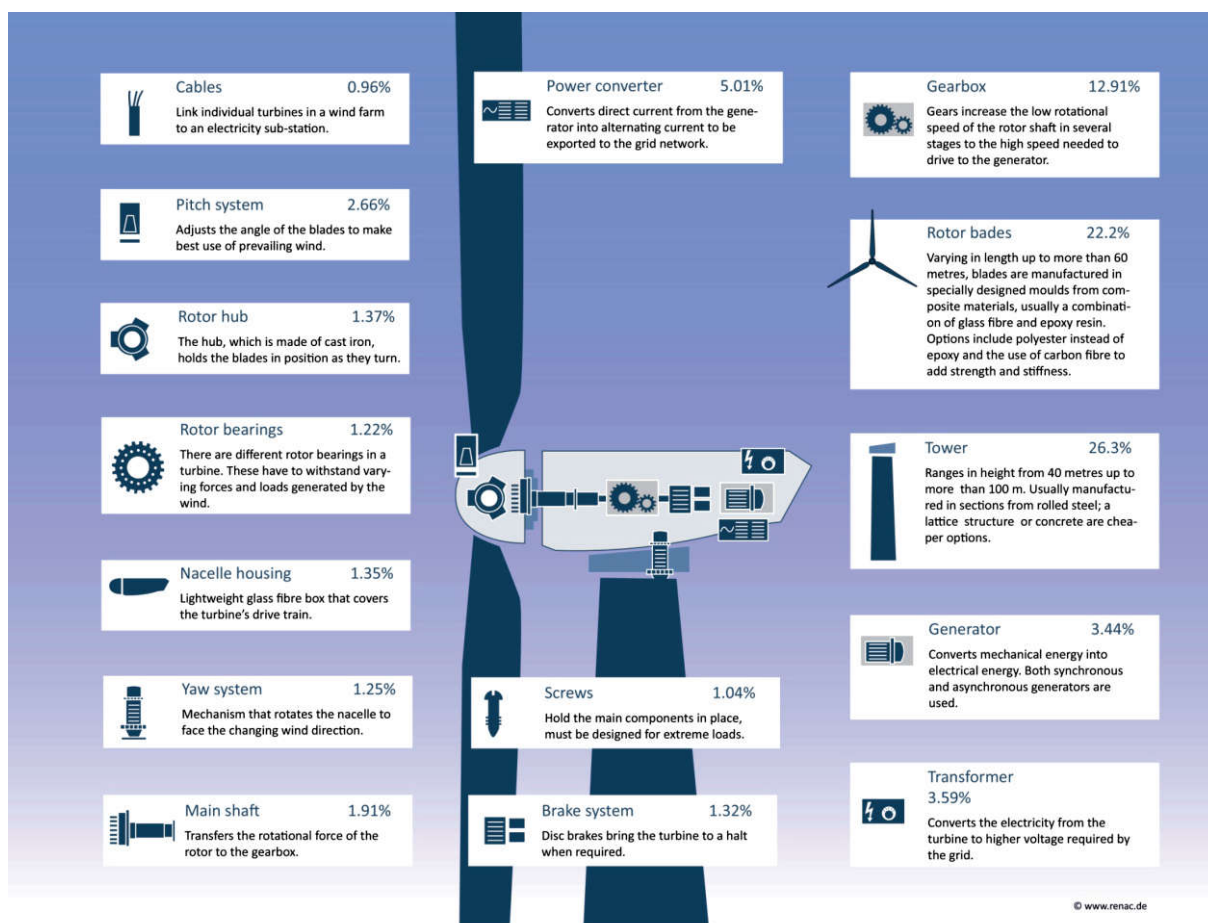 Cables 0.96%
Link individual turbines in a wind farm
to an electricity sub-station.
Pitch system 2.66%
Adjusts the angle of the blades to make
best use of prevailing wind.
Rotor hub 1.37%
The hub, which is made of cast iron,
holds the blades in position as they turn.
Rotor bearings 1.22%
There are different rotor bearings in a
turbine. These have to withstand vary-
ing forces and loads generated by the
wind.
Nacelle housing 1.35%
Lightweight glass fibre box that covers
the turbine's drive train.
Yaw system 1.25%
Mechanism that rotates the nacelle to
face the changing wind direction.
Main shaft 1.91%
Transfers the rotational force of the
rotor to the gearbox.
Power converter 5.01%
Converts direct current from the gene-
rator into alternating current to be
exported to the grid network.
Screws 1.04%
Hold the main components in place,
must be designed for extreme loads.
Brake system 1.32%
Disc brakes bring the turbine to a halt
when required.
Gearbox 12.91%
Gears increase the low rotational
speed of the rotor shaft in several
stages to the high speed needed to
drive to the generator.
Rotor bades 22.2%
Varying in length up to more than 60
metres, blades are manufactured in
specially designed moulds from com-
posite materials, usually a combinati-
on of glass fibre and epoxy resin.
Options include polyester instead of
epoxy and the use of carbon fibre to
add strength and stiffness.
Tower 26.3%
Ranges in height from 40 metres up to
more than 100 m. Usually manufactu-
red in sections from rolled steel; a
lattice structure or concrete are chea-
per options.
Generator 3.44%
Converts mechanical energy into
electrical energy. Both synchronous
and asynchronous generators are
used.
Transformer
3.59%
Converts the electricity from the
turbine to higher voltage required by
the grid.
© www.renac.de